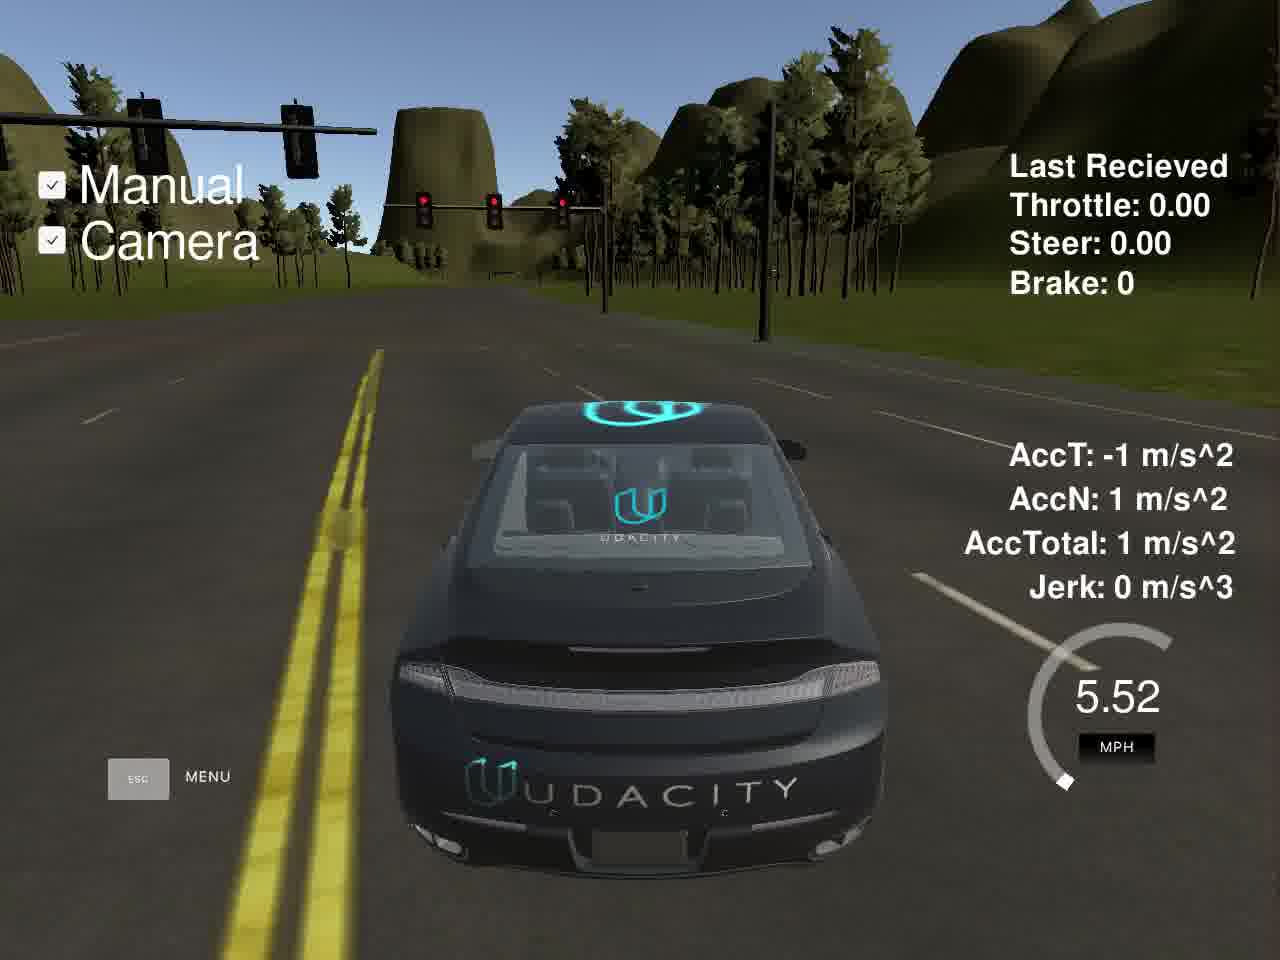 Manual
Camera
Last Recieved
Throttle: 0.00
Steer: 0.00
Brake: 0
AccT: -1 m/s^2
AccN: 1 m/s^2
AccTotal: 1 m/s^2
Jerk: 0 m/s^3
UDACITY
5.52
MPH
ESC MENU
UDACITY